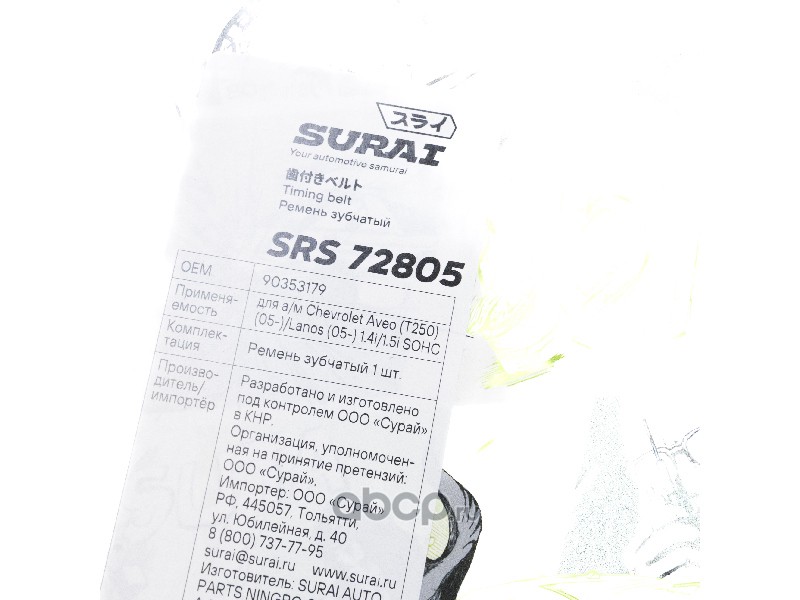 スライ
SURAI
Your automotive samurai
歯付きベルト
Timing belt
Ремень зубчатый
SRS 72805
OEM
90353179
Применя-
емость
для а/м Chevrolet Aveo (T250)
(05-)/Lanos (05-) 1.4i/1.5i SOHC
Комплек-
тация
Ремень зубчатый 1 шт.
Произво-
дитель/
импортёр
Разработано и изготовлено
под контролем ООО «Сурай»
в КНР.
Организация, уполномочен-
ная на принятие претензий:
ООО «Сурай».
Импортер: ООО «Сурай»
РФ, 445057, Тольятти,
ул. Юбилейная, д. 40
8 (800) 737-77-95
surai@surai.ru www.surai.ru
Изготовитель: SURAI AUTO
PARTS NINGBO
abcp.ru